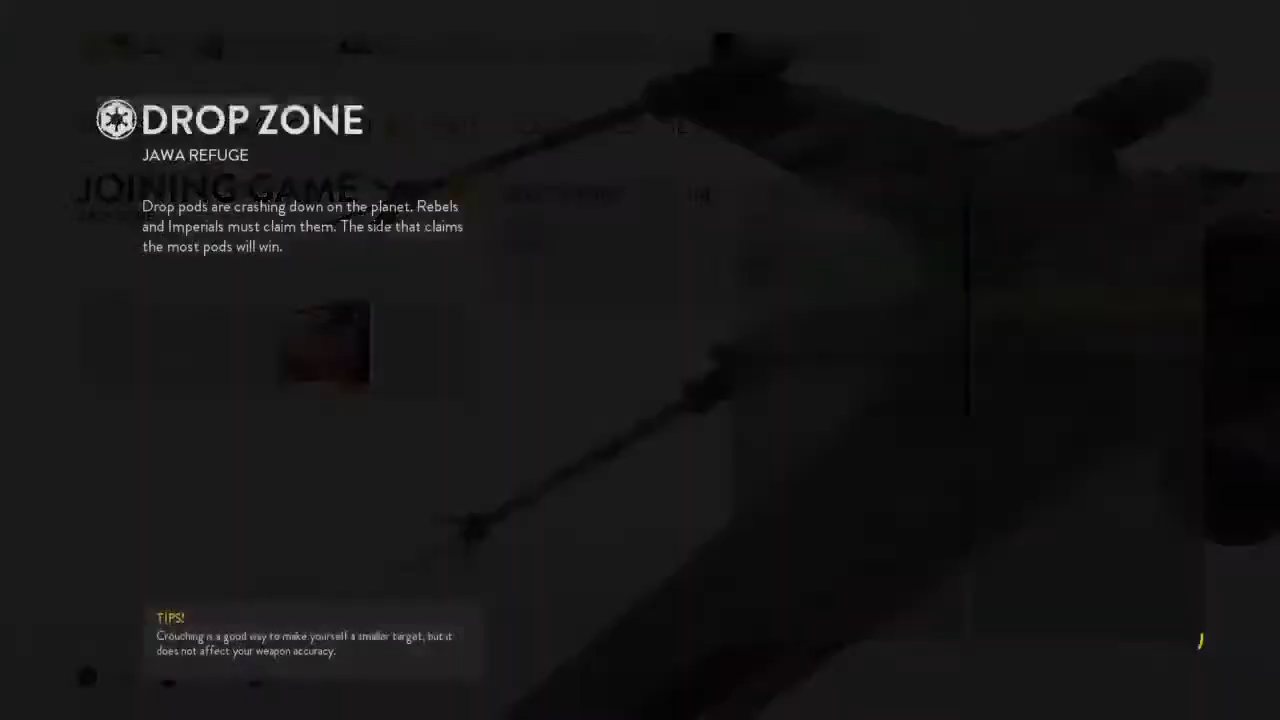 DROP ZONE
JAWA REFUGE
JOINING GAME
Drop pods are crashing down on the planet. Rebels
and Imperials must claim them. The side that claims
the most pods will win.
TIPS!
Crouching is a good way to make yourself a smaller target, but it
does not affect your weapon accuracy.